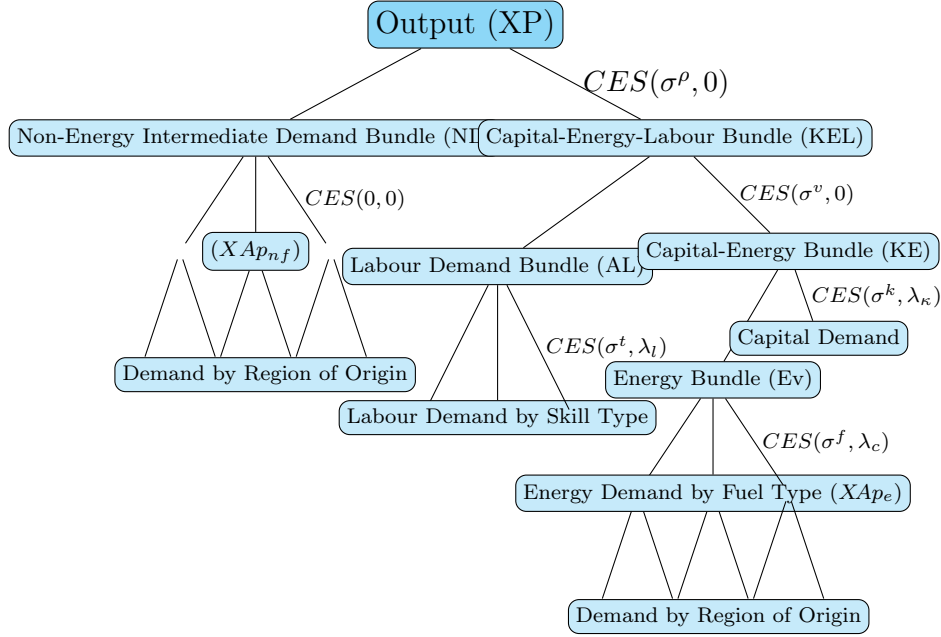 Output (XP)
CES(σ^ρ, 0)
Non-Energy Intermediate Demand Bundle (ND
Capital-Energy-Labour Bundle (KEL)
CES(0, 0)
CES(σ^v, 0)
(XAp_{nf})
Labour Demand Bundle (AL)
Capital-Energy Bundle (KE)
CES(σ^k, λ_κ)
Capital Demand
CES(σ^t, λ_l)
Demand by Region of Origin
Energy Bundle (Ev)
Labour Demand by Skill Type
CES(σ^f, λ_c)
Energy Demand by Fuel Type (XAp_e)
Demand by Region of Origin